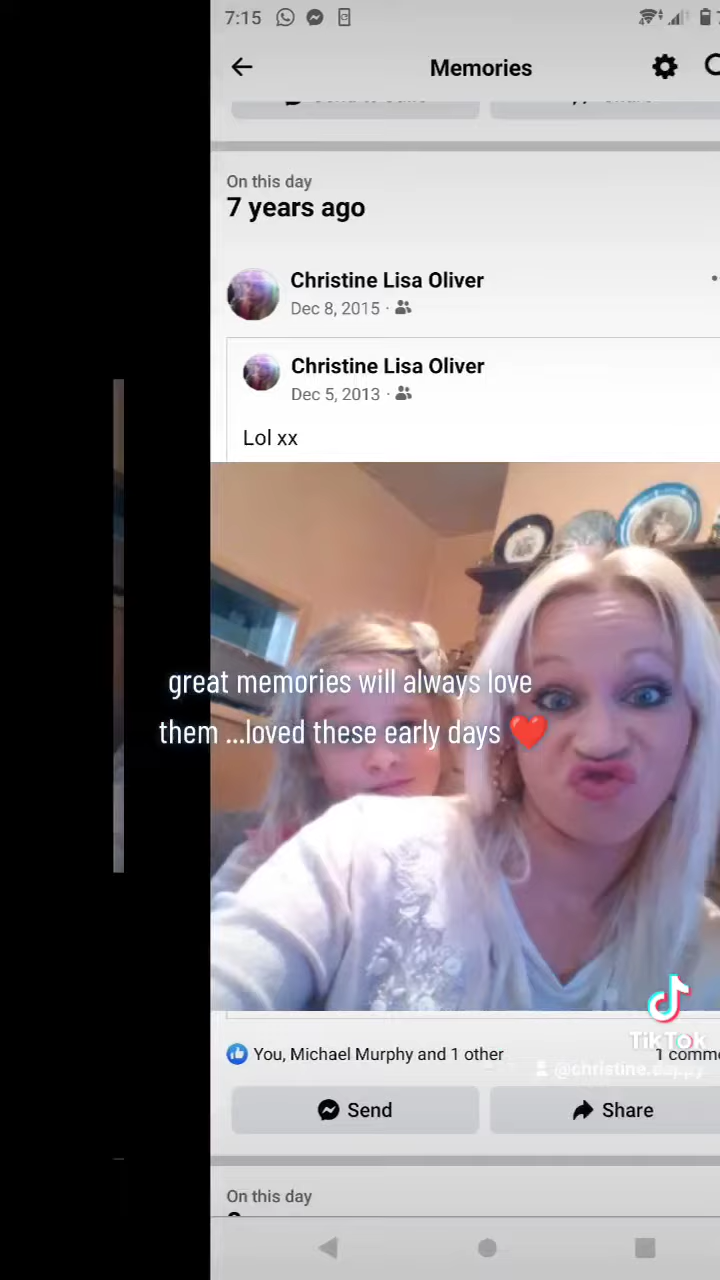 7:15
Memories
On this day
7 years ago
Christine Lisa Oliver
Dec 8, 2015 ·
Christine Lisa Oliver
Dec 5, 2013 ·
Lol xx
great memories will always love
them ...loved these early days ❤️
TikTok
You, Michael Murphy and 1 other
1 comme
Send
Share
On this day